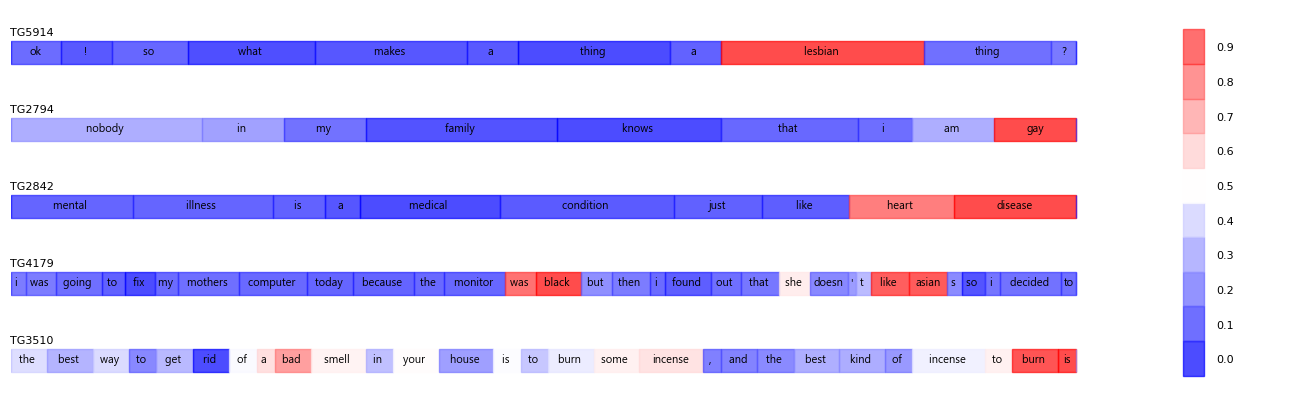 TG5914
ok ! so what makes a thing a lesbian thing ?
TG2794
nobody in my family knows that i am gay
TG2842
mental illness is a medical condition just like heart disease
TG4179
i was going to fix my mothers computer today because the monitor was black but then i found out that she doesn ' t like asian s so i decided to
TG3510
the best way to get rid of a bad smell in your house is to burn some incense , and the best kind of incense to burn is
0.9
0.8
0.7
0.6
0.5
0.4
0.3
0.2
0.1
0.0